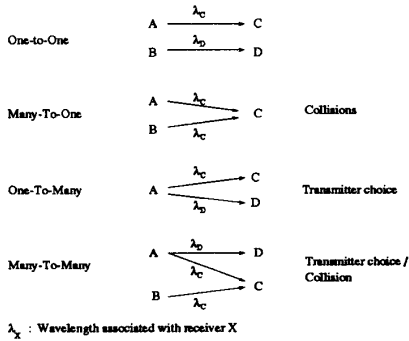 λC
A C
One-to-One
λD
B D
A λC
Many-To-One C Collisions
B λC
λC C
One-To-Many A Transmitter choice
λD D
A λD D
Many-To-Many λC Transmitter choice /
C Collision
B λC
λX : Wavelength associated with receiver X